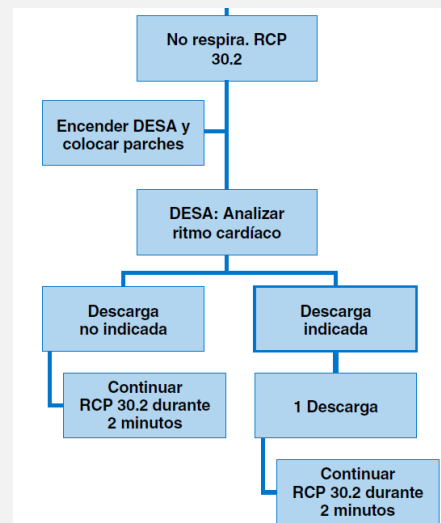 No respira. RCP
30.2
Encender DESA y
colocar parches
DESA: Analizar
ritmo cardíaco
Descarga
no indicada
Descarga
indicada
Continuar
RCP 30.2 durante
2 minutos
1 Descarga
Continuar
RCP 30.2 durante
2 minutos